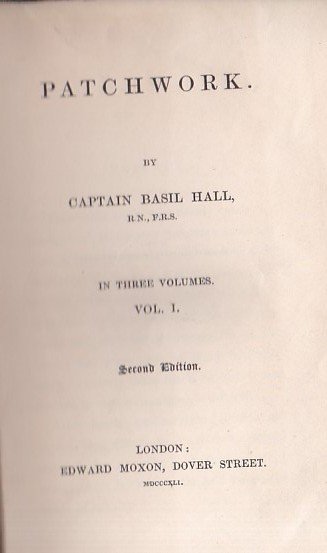 PATCHWORK.
BY
CAPTAIN BASIL HALL,
R.N., F.R.S.
IN THREE VOLUMES.
VOL. I.
Second Edition.
LONDON:
EDWARD MOXON, DOVER STREET.
MDCCCXLI.